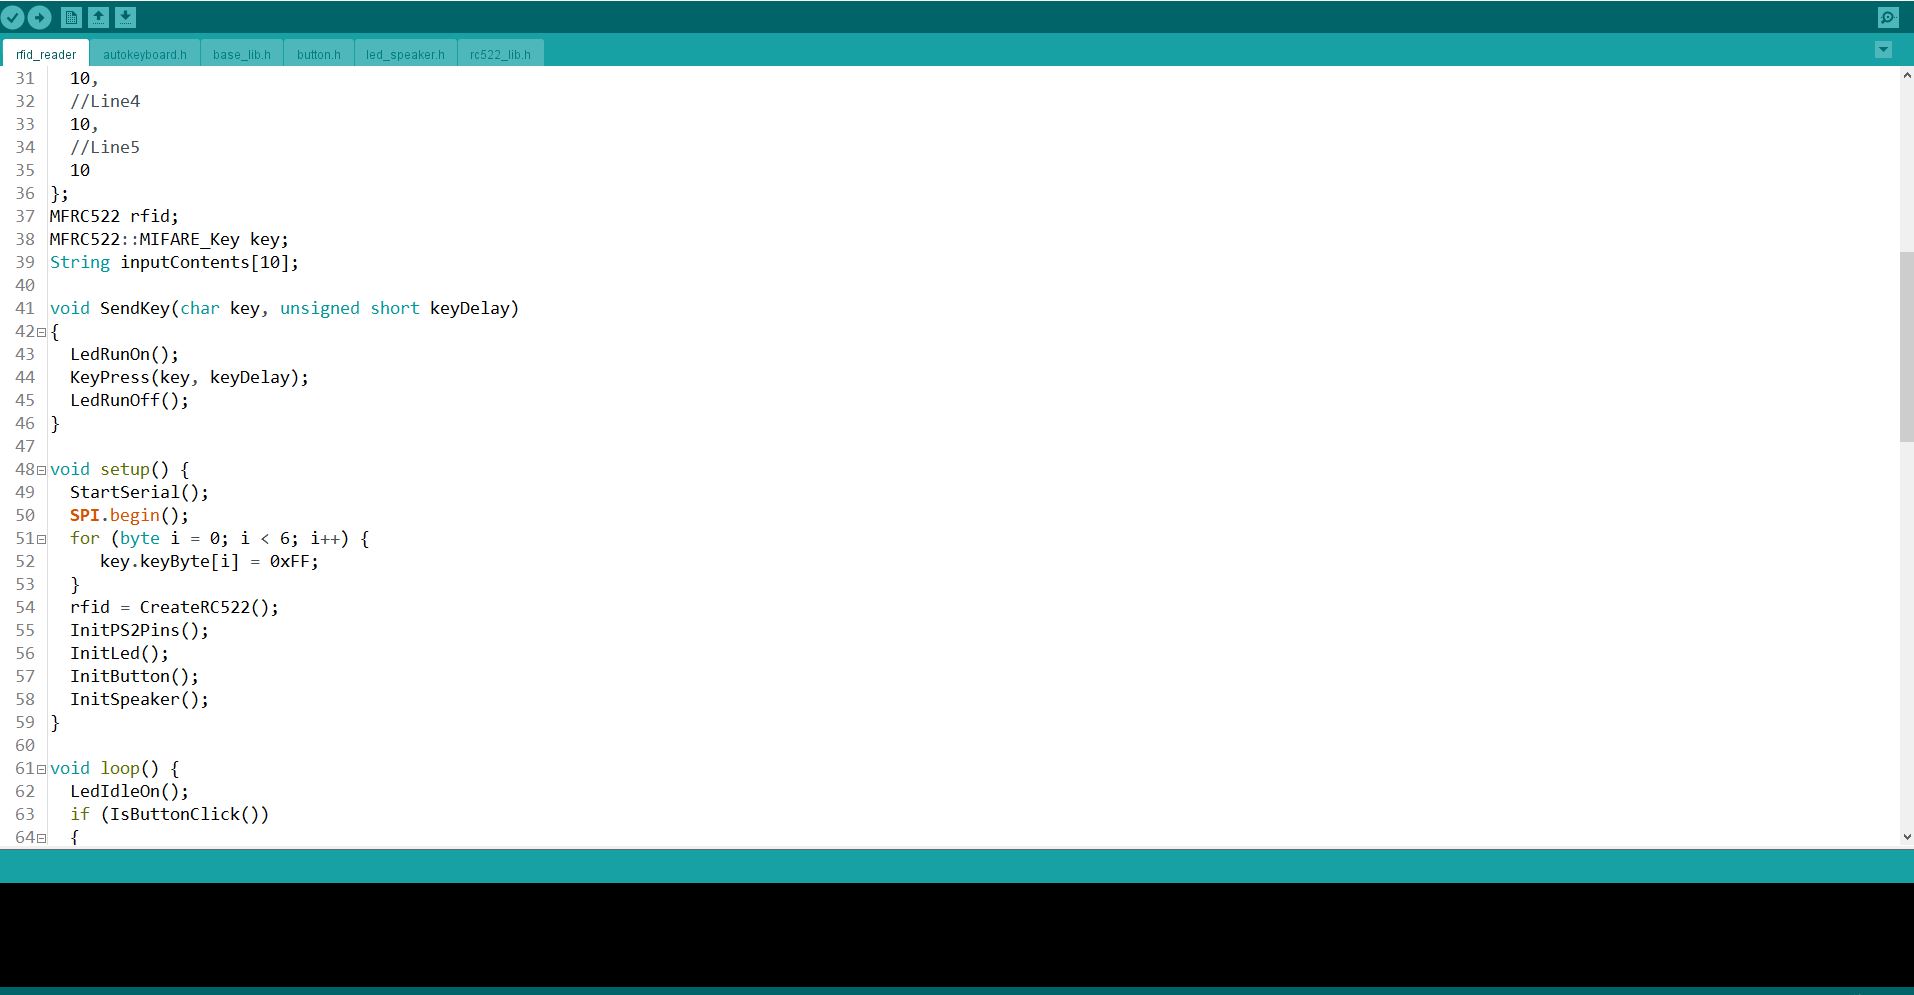 rfid_reader autokeyboard.h base_lib.h button.h led_speaker.h rc522_lib.h
31 10,
32 //Line4
33 10,
34 //Line5
35 10
36 };
37 MFRC522 rfid;
38 MFRC522::MIFARE_Key key;
39 String inputContents[10];
40
41 void SendKey(char key, unsigned short keyDelay)
42 {
43 LedRunOn();
44 KeyPress(key, keyDelay);
45 LedRunOff();
46 }
47
48 void setup() {
49 StartSerial();
50 SPI.begin();
51 for (byte i = 0; i < 6; i++) {
52 key.keyByte[i] = 0xFF;
53 }
54 rfid = CreateRC522();
55 InitPS2Pins();
56 InitLed();
57 InitButton();
58 InitSpeaker();
59 }
60
61 void loop() {
62 LedIdleOn();
63 if (IsButtonClick())
64 {